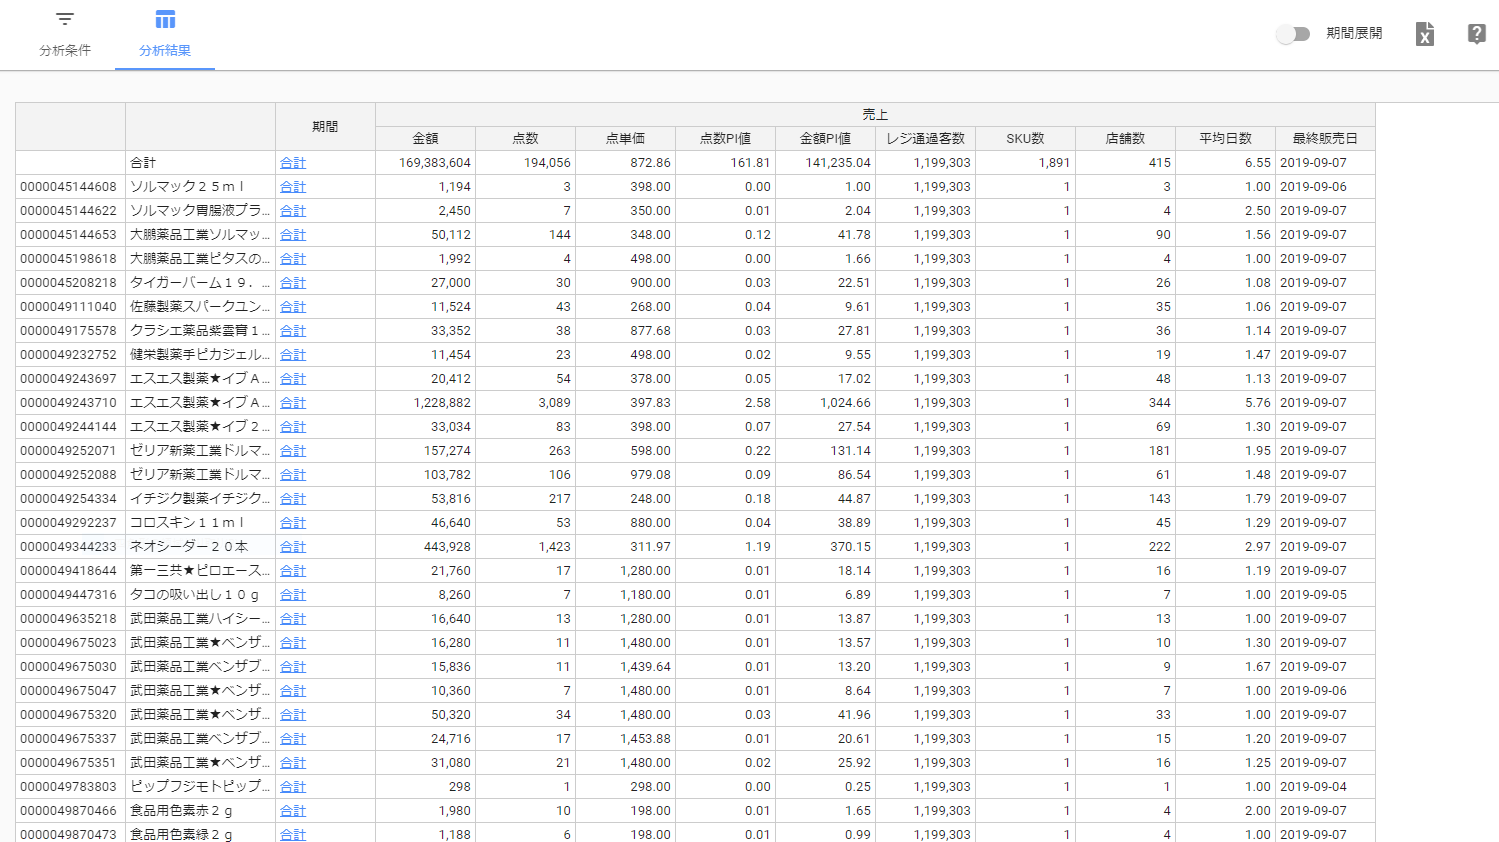 分析条件 分析結果 期間展開
期間 売上
金額 点数 点単価 点数PI値 金額PI値 レジ通過客数 SKU数 店舗数 平均日数 最終販売日
合計 合計 169,383,604 194,056 872.86 161.81 141,235.04 1,199,303 1,891 415 6.55 2019-09-07
0000045144608 ソルマック２５ｍｌ 合計 1,194 3 398.00 0.00 1.00 1,199,303 1 3 1.00 2019-09-06
0000045144622 ソルマック胃腸液プラ... 合計 2,450 7 350.00 0.01 2.04 1,199,303 1 4 2.50 2019-09-07
0000045144653 大鵬薬品工業ソルマッ... 合計 50,112 144 348.00 0.12 41.78 1,199,303 1 90 1.56 2019-09-07
0000045198618 大鵬薬品工業ピタスの... 合計 1,992 4 498.00 0.00 1.66 1,199,303 1 4 1.00 2019-09-07
0000045208218 タイガーバーム１９．... 合計 27,000 30 900.00 0.03 22.51 1,199,303 1 26 1.08 2019-09-07
0000049111040 佐藤製薬スパークユン... 合計 11,524 43 268.00 0.04 9.61 1,199,303 1 35 1.06 2019-09-07
0000049175578 クラシエ薬品紫雲膏１... 合計 33,352 38 877.68 0.03 27.81 1,199,303 1 36 1.14 2019-09-07
0000049232752 健栄製薬手ピカジェル... 合計 11,454 23 498.00 0.02 9.55 1,199,303 1 19 1.47 2019-09-07
0000049243697 エスエス製薬★イブＡ... 合計 20,412 54 378.00 0.05 17.02 1,199,303 1 48 1.13 2019-09-07
0000049243710 エスエス製薬★イブＡ... 合計 1,228,882 3,089 397.83 2.58 1,024.66 1,199,303 1 344 5.76 2019-09-07
0000049244144 エスエス製薬★イブ２... 合計 33,034 83 398.00 0.07 27.54 1,199,303 1 69 1.30 2019-09-07
0000049252071 ゼリア新薬工業ドルマ... 合計 157,274 263 598.00 0.22 131.14 1,199,303 1 181 1.95 2019-09-07
0000049252088 ゼリア新薬工業ドルマ... 合計 103,782 106 979.08 0.09 86.54 1,199,303 1 61 1.48 2019-09-07
0000049254334 イチジク製薬イチジク... 合計 53,816 217 248.00 0.18 44.87 1,199,303 1 143 1.79 2019-09-07
0000049292237 コロスキン１１ｍｌ 合計 46,640 53 880.00 0.04 38.89 1,199,303 1 45 1.29 2019-09-07
0000049344233 ネオシーダー２０本 合計 443,928 1,423 311.97 1.19 370.15 1,199,303 1 222 2.97 2019-09-07
0000049418644 第一三共★ピロエース... 合計 21,760 17 1,280.00 0.01 18.14 1,199,303 1 16 1.19 2019-09-07
0000049447316 タコの吸い出し１０ｇ 合計 8,260 7 1,180.00 0.01 6.89 1,199,303 1 7 1.00 2019-09-05
0000049635218 武田薬品工業ハイシー... 合計 16,640 13 1,280.00 0.01 13.87 1,199,303 1 13 1.00 2019-09-07
0000049675023 武田薬品工業★ベンザ... 合計 16,280 11 1,480.00 0.01 13.57 1,199,303 1 10 1.30 2019-09-07
0000049675030 武田薬品工業ベンザブ... 合計 15,836 11 1,439.64 0.01 13.20 1,199,303 1 9 1.67 2019-09-07
0000049675047 武田薬品工業★ベンザ... 合計 10,360 7 1,480.00 0.01 8.64 1,199,303 1 7 1.00 2019-09-06
0000049675320 武田薬品工業★ベンザ... 合計 50,320 34 1,480.00 0.03 41.96 1,199,303 1 33 1.00 2019-09-07
0000049675337 武田薬品工業ベンザブ... 合計 24,716 17 1,453.88 0.01 20.61 1,199,303 1 15 1.20 2019-09-07
0000049675351 武田薬品工業★ベンザ... 合計 31,080 21 1,480.00 0.02 25.92 1,199,303 1 16 1.25 2019-09-07
0000049783803 ピップフジモトピップ... 合計 298 1 298.00 0.00 0.25 1,199,303 1 1 1.00 2019-09-04
0000049870466 食品用色素赤２ｇ 合計 1,980 10 198.00 0.01 1.65 1,199,303 1 4 2.00 2019-09-07
0000049870473 食品用色素緑２ｇ 合計 1,188 6 198.00 0.01 0.99 1,199,303 1 4 1.00 2019-09-07